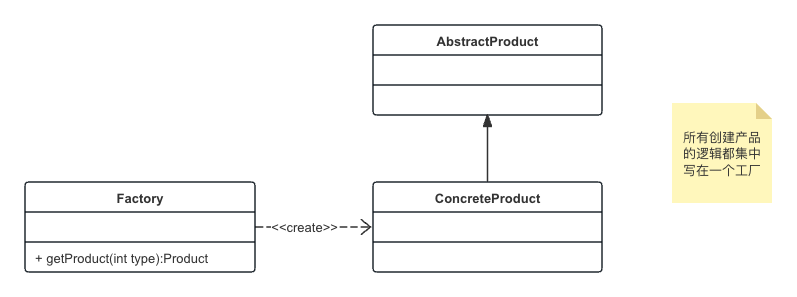 AbstractProduct
所有创建产品
的逻辑都集中
写在一个工厂
Factory
+ getProduct(int type):Product
<<create>>
ConcreteProduct